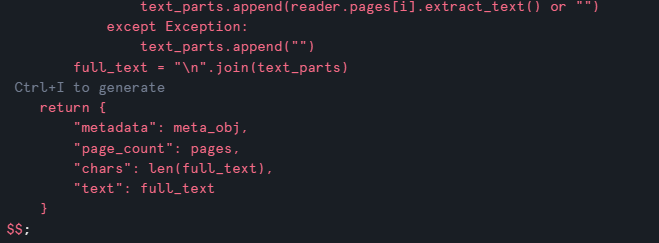 text_parts.append(reader.pages[i].extract_text() or "")
except Exception:
text_parts.append("")
full_text = "\n".join(text_parts)
Ctrl+I to generate
return {
"metadata": meta_obj,
"page_count": pages,
"chars": len(full_text),
"text": full_text
}
$$;